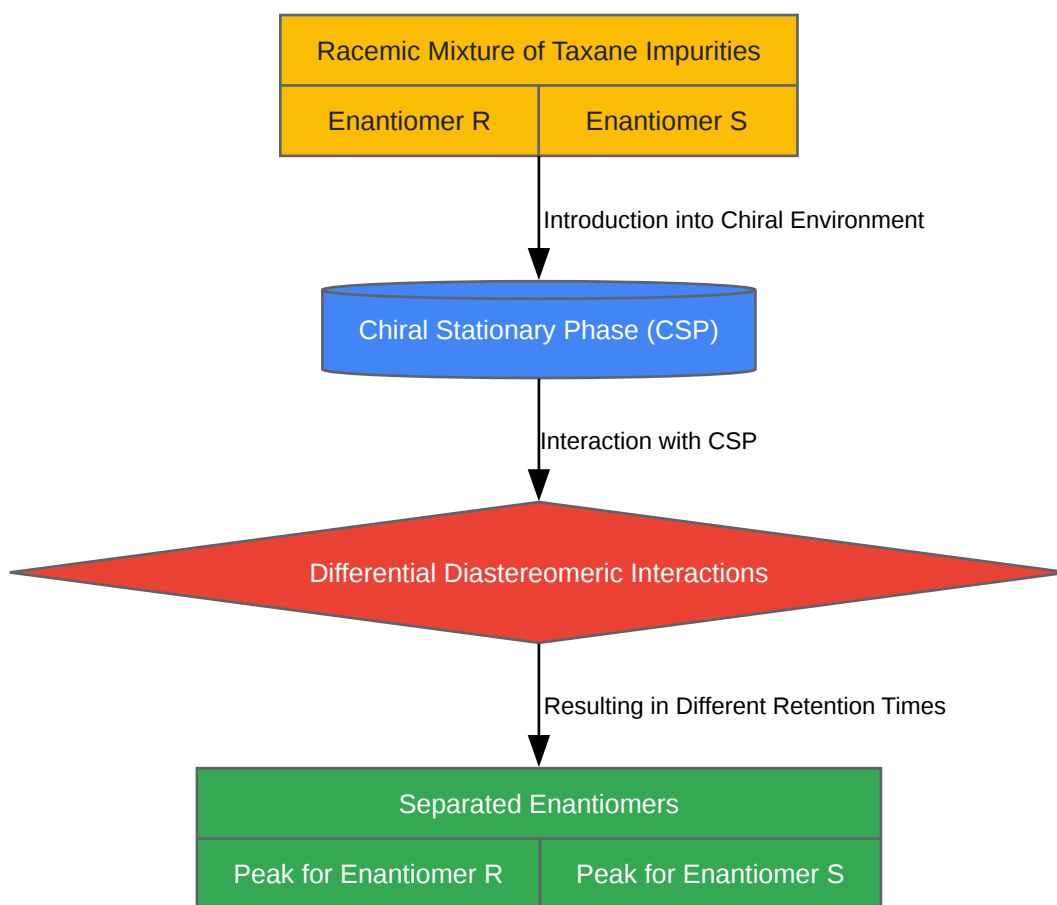 Racemic Mixture of Taxane Impurities
Enantiomer R
Enantiomer S
Introduction into Chiral Environment
Chiral Stationary Phase (CSP)
Interaction with CSP
Differential Diastereomeric Interactions
Resulting in Different Retention Times
Separated Enantiomers
Peak for Enantiomer R
Peak for Enantiomer S